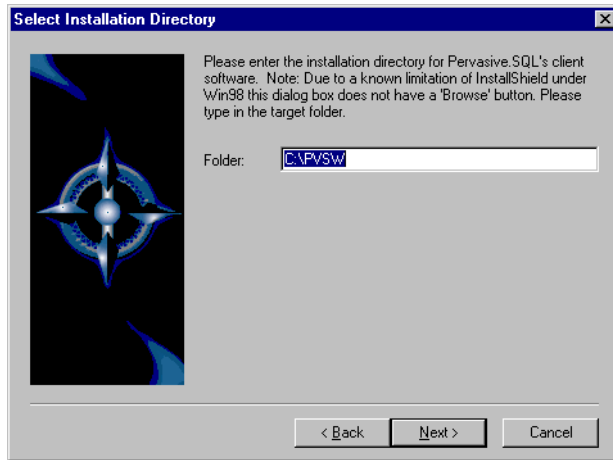 Select Installation Directory
Please enter the installation directory for Pervasive.SQL's client
software. Note: Due to a known limitation of InstallShield under
Win98 this dialog box does not have a 'Browse' button. Please
type in the target folder.
Folder: C:\PVSW
< Back Next > Cancel